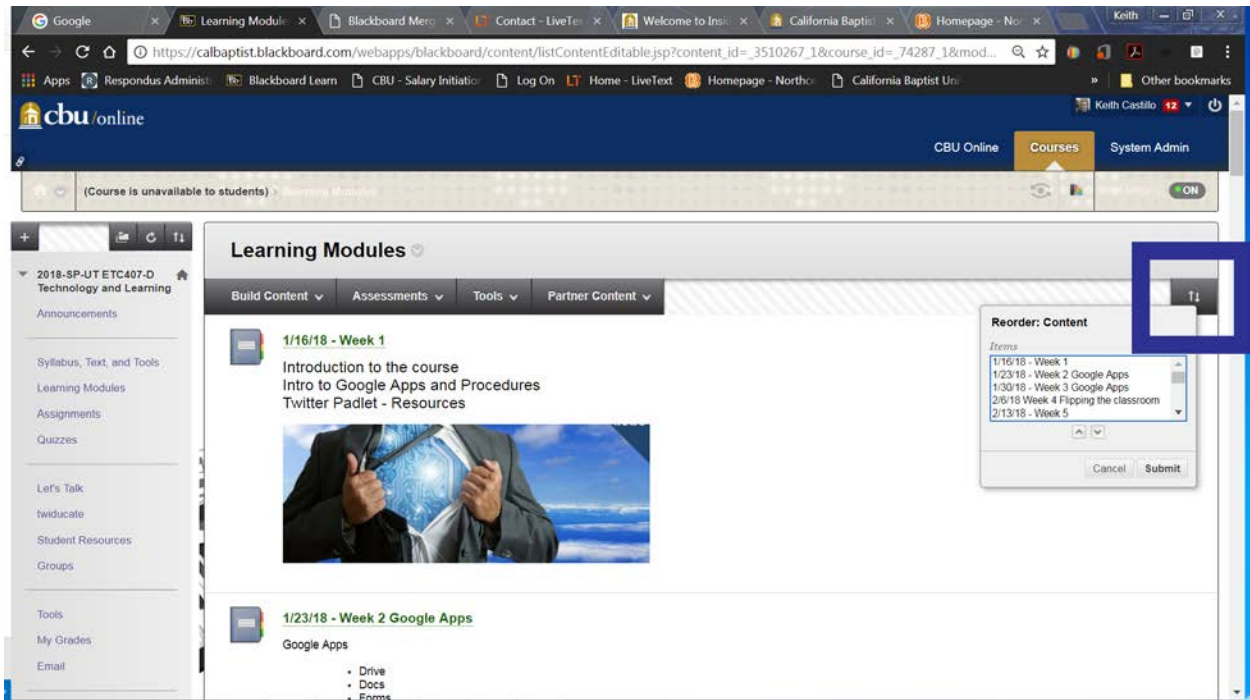 Google
Learning Module
Blackboard Merg
Contact - LiveTex
Welcome to Insi
California Baptist
Homepage - Nor
Keith
https://calbaptist.blackboard.com/webapps/blackboard/content/listContentEditable.jsp?content_id=_3510267_1&course_id=_74287_1&mod...
Apps
Respondus Administ
Blackboard Learn
CBU - Salary Initiation
Log On
Home - LiveText
Homepage - Northc
California Baptist Uni
»
Other bookmarks
cbu/online
Keith Castillo 12
CBU Online
Courses
System Admin
(Course is unavailable to students)
Learning Modules
ON
2018-SP-UT ETC407-D
Technology and Learning
Announcements
Syllabus, Text, and Tools
Learning Modules
Assignments
Quizzes
Let's Talk
twiducate
Student Resources
Groups
Tools
My Grades
Email
Learning Modules
Build Content
Assessments
Tools
Partner Content
1/16/18 - Week 1
Introduction to the course
Intro to Google Apps and Procedures
Twitter Padlet - Resources
1/23/18 - Week 2 Google Apps
Google Apps
• Drive
• Docs
• Forms
Reorder: Content
Items
1/16/18 - Week 1
1/23/18 - Week 2 Google Apps
1/30/18 - Week 3 Google Apps
2/6/18 Week 4 Flipping the classroom
2/13/18 - Week 5
Cancel
Submit